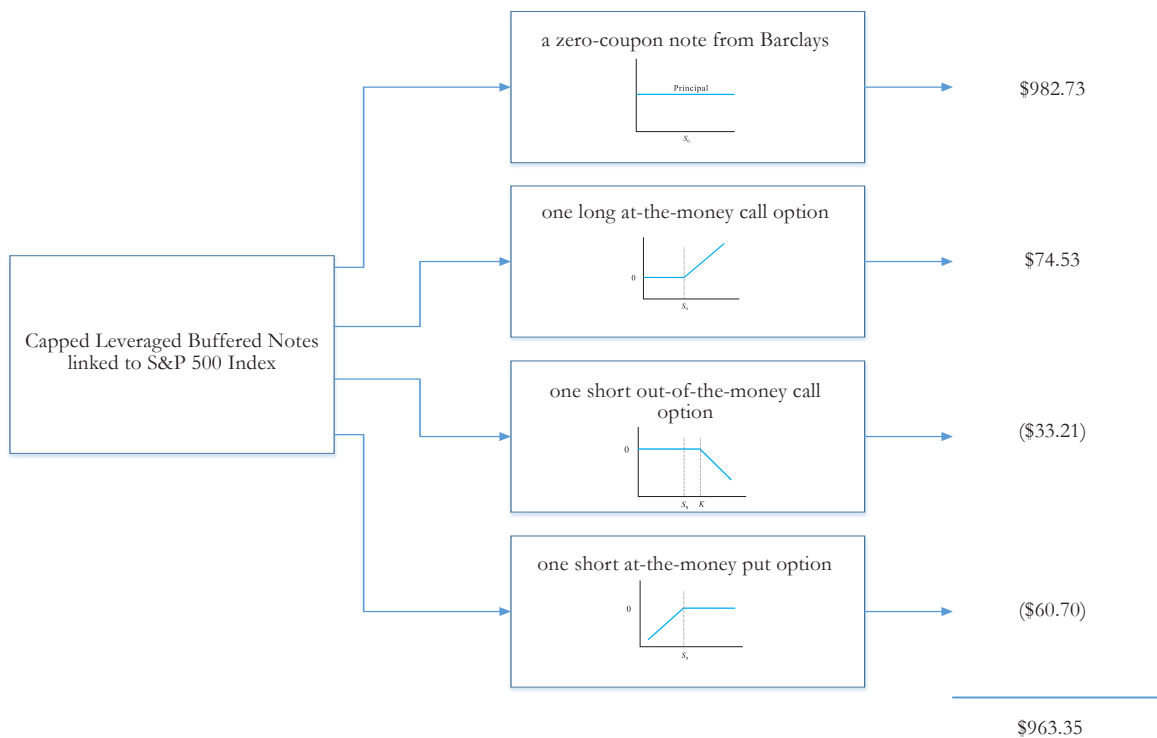 a zero-coupon note from Barclays
Principal
S₀
$982.73
one long at-the-money call option
0
S₀
$74.53
Capped Leveraged Buffered Notes
linked to S&P 500 Index
one short out-of-the-money call
option
0
S₀ K
($33.21)
one short at-the-money put option
0
S₀
($60.70)
$963.35